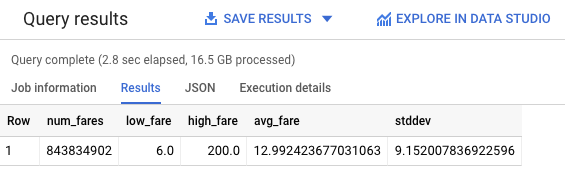 Query results
SAVE RESULTS
EXPLORE IN DATA STUDIO
Query complete (2.8 sec elapsed, 16.5 GB processed)
Job information Results JSON Execution details
Row num_fares low_fare high_fare avg_fare stddev
1 843834902 6.0 200.0 12.992423677031063 9.152007836922596